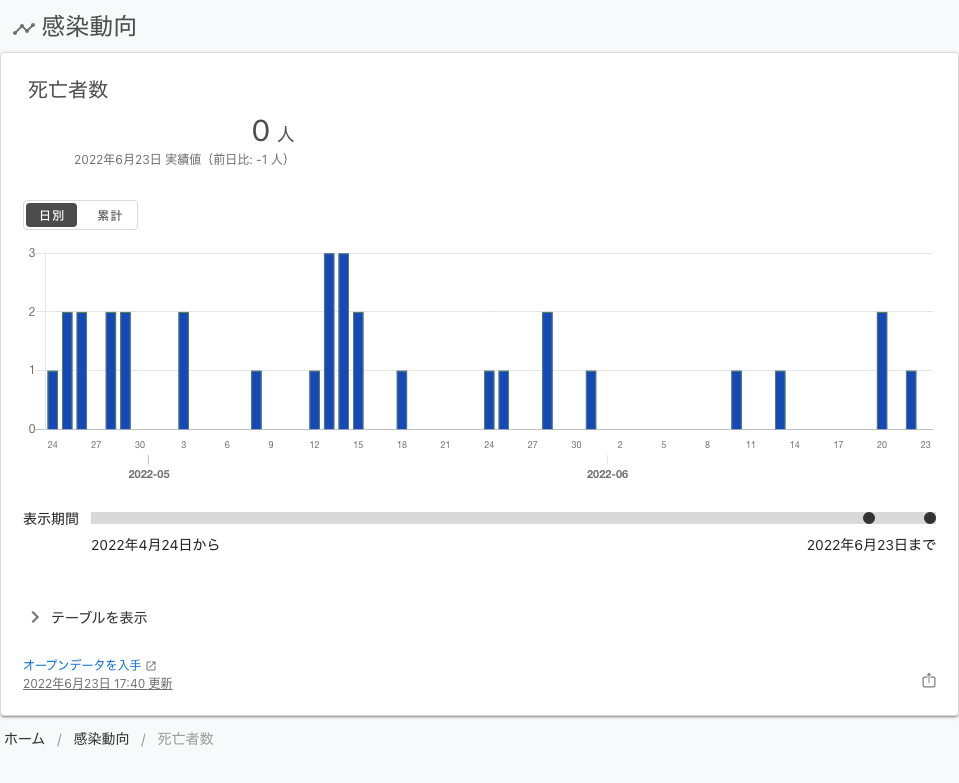 感染動向
死亡者数
0 人
2022年6月23日 実績値（前日比: -1 人）
日別 累計
3
2
1
0
24 27 30 3 6 9 12 15 18 21 24 27 30 2 5 8 11 14 17 20 23
2022-05 2022-06
表示期間
2022年4月24日から 2022年6月23日まで
テーブルを表示
オープンデータを入手
2022年6月23日 17:40 更新
ホーム / 感染動向 / 死亡者数